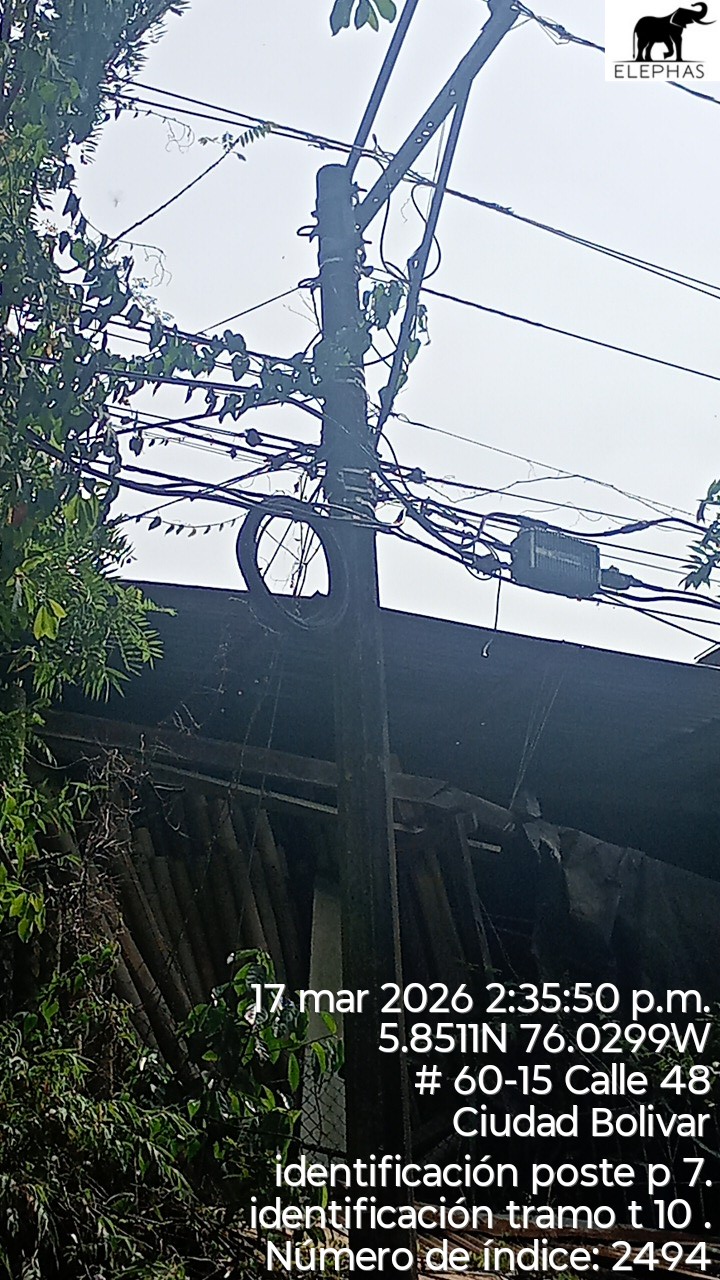 ELEPHAS
17 mar 2026 2:35:50 p.m.
5.8511N 76.0299W
# 60-15 Calle 48
Ciudad Bolivar
identificación poste p 7.
identificación tramo t 10 .
Número de índice: 2494